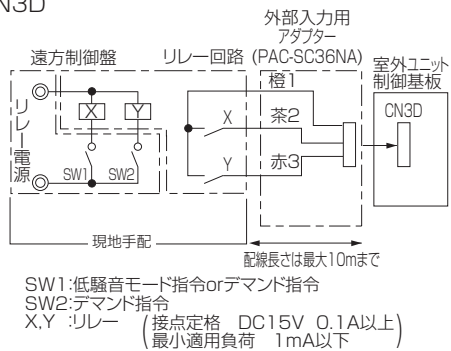 CN3D
外部入力用
アダプター
遠方制御盤 リレー回路 (PAC-SC36NA) 室外ユニット
制御基板
橙1
CN3D
X Y X 茶2
リレー電源
Y 赤3
SW1 SW2
現地手配
配線長さは最大10mまで
SW1:低騒音モード指令orデマンド指令
SW2:デマンド指令
X,Y :リレー (接点定格 DC15V 0.1A以上
最小適用負荷 1mA以下)